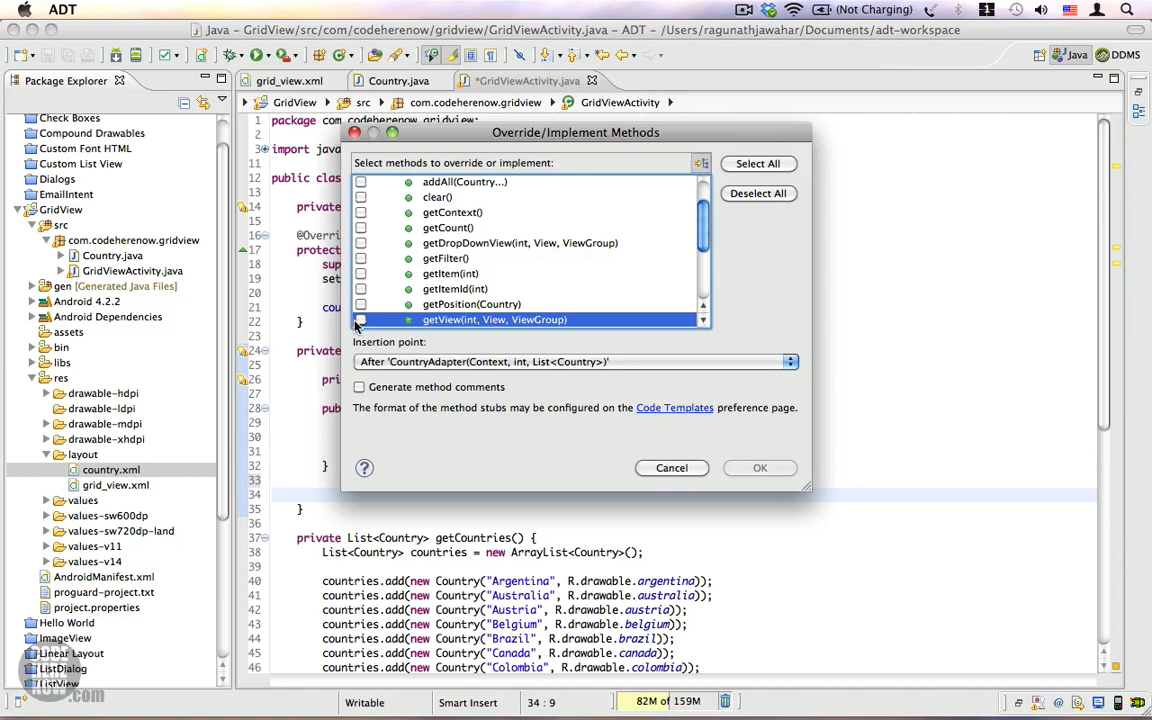 ADT
(Not Charging)
Java – GridView/src/com/codeherenow/gridview/GridViewActivity.java – ADT – /Users/ragunathjawahar/Documents/adt-workspace
Java
DDMS
Package Explorer
grid_view.xml
Country.java
*GridViewActivity.java
GridView
src
com.codeherenow.gridview
GridViewActivity
Check Boxes
Compound Drawables
Custom Font HTML
Custom List View
Dialogs
EmailIntent
GridView
src
com.codeherenow.gridview
Country.java
GridViewActivity.java
gen [Generated Java Files]
Android 4.2.2
Android Dependencies
assets
bin
libs
res
drawable-hdpi
drawable-ldpi
drawable-mdpi
drawable-xhdpi
layout
country.xml
grid_view.xml
values
values-sw600dp
values-sw720dp-land
values-v11
values-v14
AndroidManifest.xml
proguard-project.txt
project.properties
Hello World
ImageView
Linear Layout
ListDialog
ListView
CODE HERE NOW .com
1 package com.codeherenow.gridview;
3 import java
12 public clas
14 priva
15
16 @Overri
17 protec
18 sup
19 set
20
21 cou
22 }
23
24 privat
25
26 pri
27
28 pub
29
30
31
32 }
33
34
35 }
36
37 private List<Country> getCountries() {
38 List<Country> countries = new ArrayList<Country>();
39
40 countries.add(new Country("Argentina", R.drawable.argentina));
41 countries.add(new Country("Australia", R.drawable.australia));
42 countries.add(new Country("Austria", R.drawable.austria));
43 countries.add(new Country("Belgium", R.drawable.belgium));
44 countries.add(new Country("Brazil", R.drawable.brazil));
45 countries.add(new Country("Canada", R.drawable.canada));
46 countries.add(new Country("Colombia", R.drawable.colombia));
Override/Implement Methods
Select methods to override or implement:
Select All
Deselect All
addAll(Country...)
clear()
getContext()
getCount()
getDropDownView(int, View, ViewGroup)
getFilter()
getItem(int)
getItemId(int)
getPosition(Country)
getView(int, View, ViewGroup)
Insertion point:
After 'CountryAdapter(Context, int, List<Country>)'
Generate method comments
The format of the method stubs may be configured on the Code Templates preference page.
?
Cancel
OK
Writable
Smart Insert
34 : 9
82M of 159M